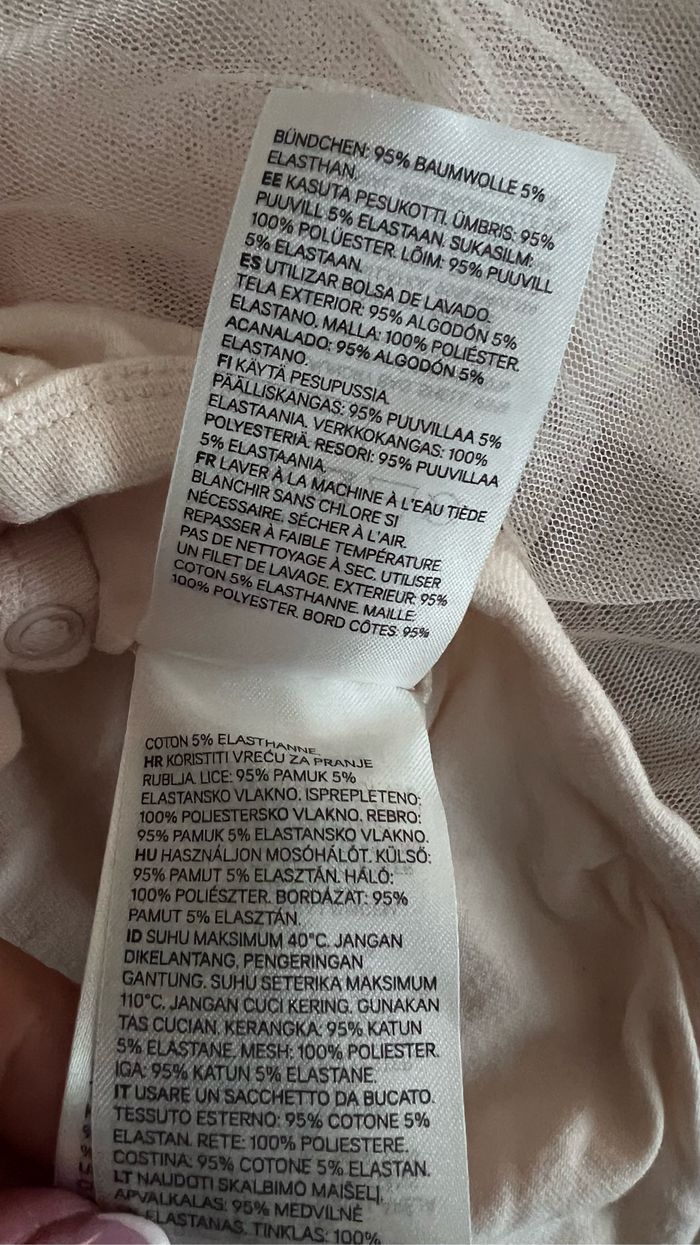 BÜNDCHEN: 95% BAUMWOLLE 5%
ELASTHAN.
EE KASUTA PESUKOTTI. ÜMBRIS: 95%
PUUVILL 5% ELASTAAN. SUKASILM:
100% POLÜESTER. LÕIM: 95% PUUVILL
5% ELASTAAN.
ES UTILIZAR BOLSA DE LAVADO.
TELA EXTERIOR: 95% ALGODÓN 5%
ELASTANO. MALLA: 100% POLIÉSTER.
ACANALADO: 95% ALGODÓN 5%
ELASTANO.
FI KÄYTÄ PESUPUSSIA.
PÄÄLLISKANGAS: 95% PUUVILLAA 5%
ELASTAANIA. VERKKOKANGAS: 100%
POLYESTERIÄ. RESORI: 95% PUUVILLAA
5% ELASTAANIA.
FR LAVER À LA MACHINE À L'EAU TIÈDE
BLANCHIR SANS CHLORE SI
NÉCESSAIRE. SÉCHER À L'AIR.
REPASSER À FAIBLE TEMPÉRATURE.
PAS DE NETTOYAGE À SEC. UTILISER
UN FILET DE LAVAGE. EXTERIEUR: 95%
COTON 5% ELASTHANNE. MAILLE:
100% POLYESTER. BORD CÔTES: 95%
COTON 5% ELASTHANNE.
HR KORISTITI VREĆU ZA PRANJE
RUBLJA. LICE: 95% PAMUK 5%
ELASTANSKO VLAKNO. ISPREPLETENO:
100% POLIESTERSKO VLAKNO. REBRO:
95% PAMUK 5% ELASTANSKO VLAKNO.
HU HASZNÁLJON MOSÓHÁLÓT. KÜLSŐ:
95% PAMUT 5% ELASZTÁN. HÁLÓ:
100% POLIÉSZTER. BORDÁZAT: 95%
PAMUT 5% ELASZTÁN.
ID SUHU MAKSIMUM 40°C. JANGAN
DIKELANTANG. PENGERINGAN
GANTUNG. SUHU SETERIKA MAKSIMUM
110°C. JANGAN CUCI KERING. GUNAKAN
TAS CUCIAN. KERANGKA: 95% KATUN
5% ELASTANE. MESH: 100% POLIESTER.
IGA: 95% KATUN 5% ELASTANE.
IT USARE UN SACCHETTO DA BUCATO.
TESSUTO ESTERNO: 95% COTONE 5%
ELASTAN. RETE: 100% POLIESTERE.
COSTINA: 95% COTONE 5% ELASTAN.
LT NAUDOTI SKALBIMO MAIŠELĮ.
APVALKALAS: 95% MEDVILNĖ
ELASTANAS. TINKLAS: 100%